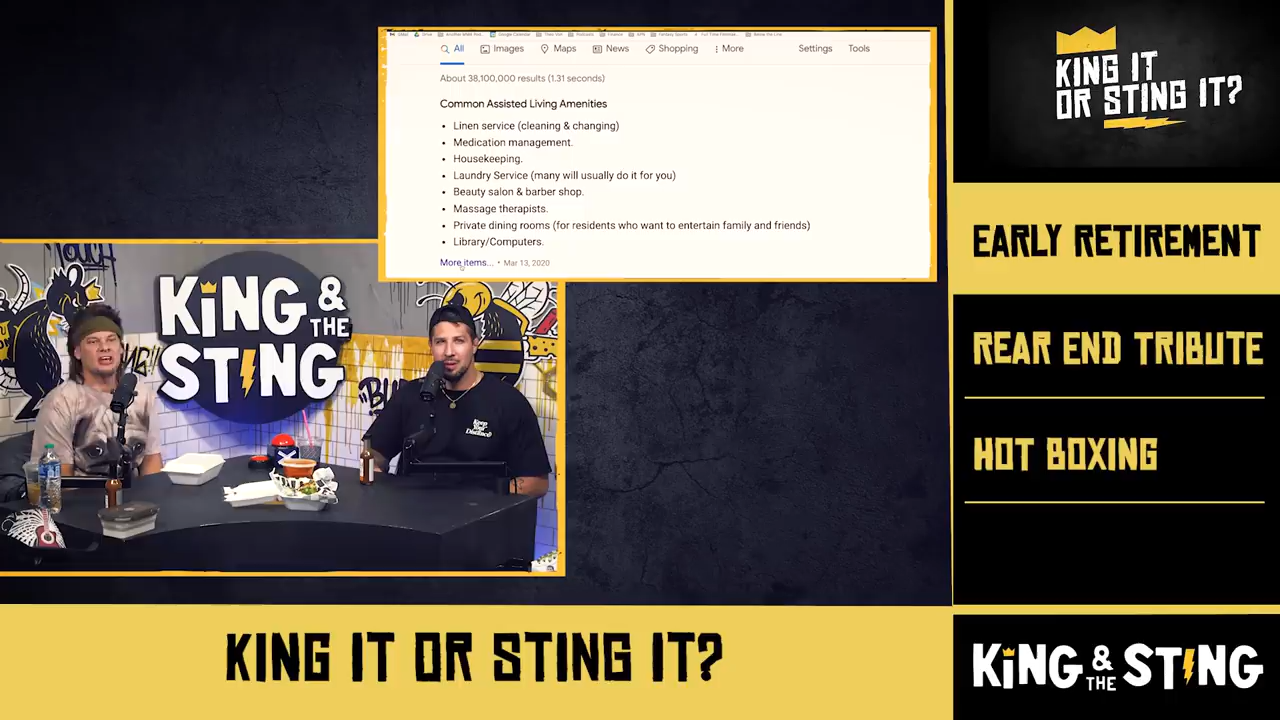 All Images Maps News Shopping More Settings Tools
About 38,100,000 results (1.31 seconds)
Common Assisted Living Amenities
• Linen service (cleaning & changing)
• Medication management.
• Housekeeping.
• Laundry Service (many will usually do it for you)
• Beauty salon & barber shop.
• Massage therapists.
• Private dining rooms (for residents who want to entertain family and friends)
• Library/Computers.
More items... • Mar 13, 2020
KING IT
OR STING IT?
EARLY RETIREMENT
REAR END TRIBUTE
HOT BOXING
KING &
THE
STING
KING IT OR STING IT?
KING & THE STING